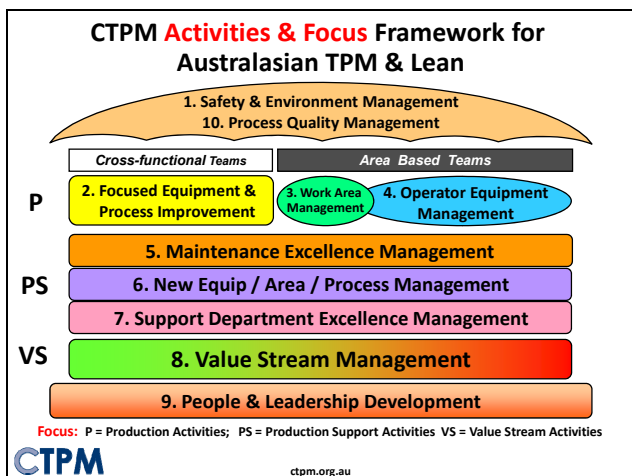 CTPM Activities & Focus Framework for
Australasian TPM & Lean
1. Safety & Environment Management
10. Process Quality Management
Cross-functional Teams
Area Based Teams
P
2. Focused Equipment &
Process Improvement
3. Work Area
Management
4. Operator Equipment
Management
5. Maintenance Excellence Management
PS
6. New Equip / Area / Process Management
7. Support Department Excellence Management
VS
8. Value Stream Management
9. People & Leadership Development
Focus: P = Production Activities; PS = Production Support Activities VS = Value Stream Activities
CTPM
ctpm.org.au